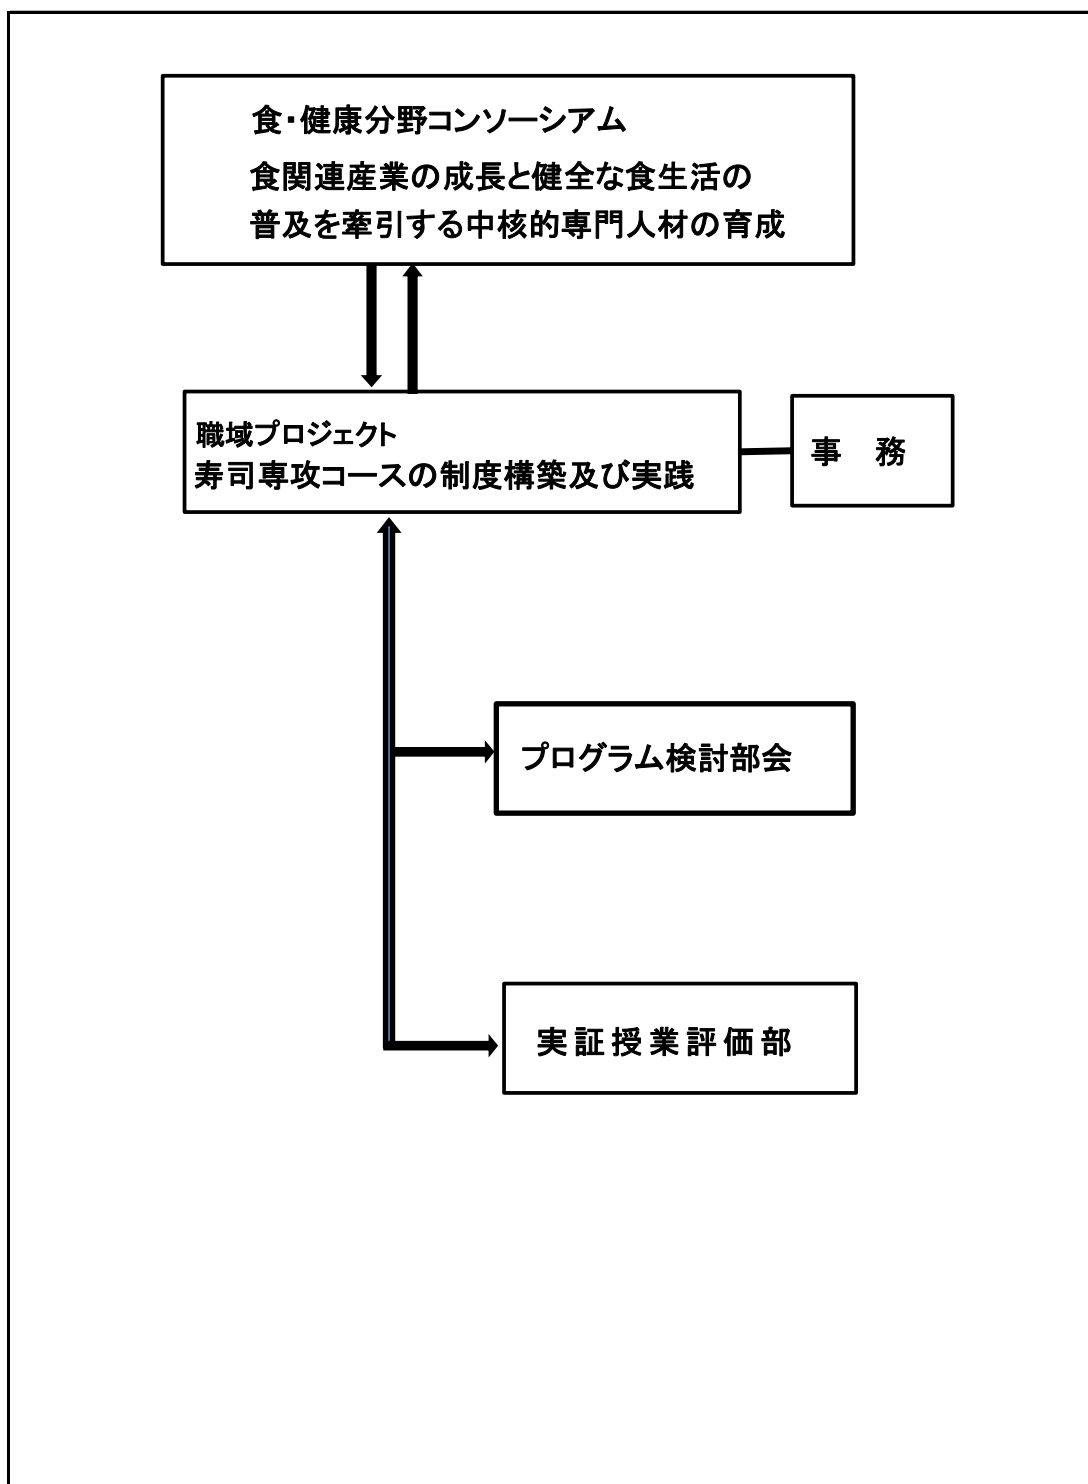 食・健康分野コンソーシアム
食関連産業の成長と健全な食生活の
普及を牽引する中核的専門人材の育成
職域プロジェクト
寿司専攻コースの制度構築及び実践
事　務
プログラム検討部会
実証授業評価部